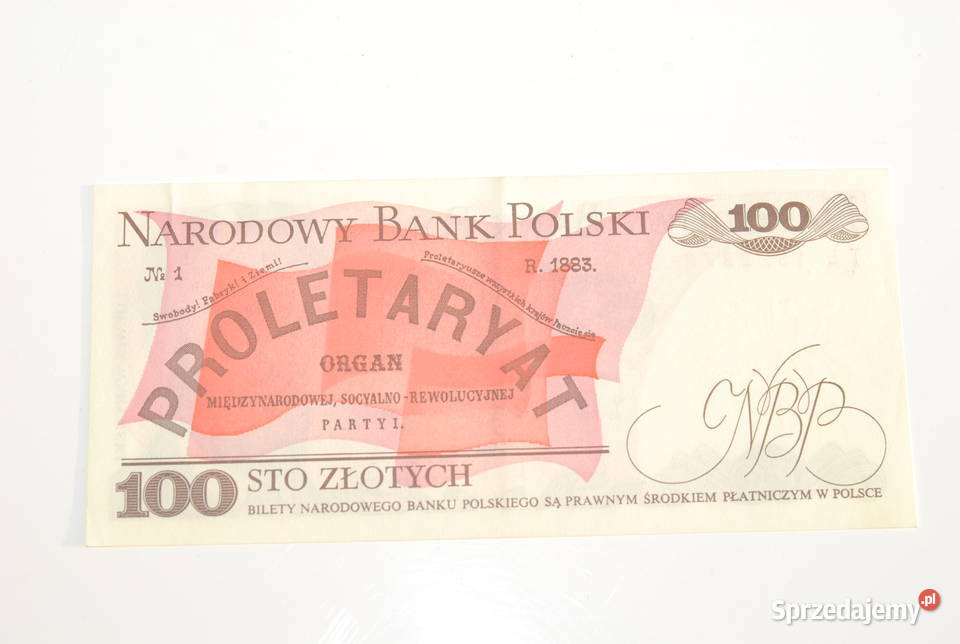 NARODOWY BANK POLSKI
100
№ 1
R. 1883.
Swobody! Fabryk! i Ziemi!
Proletaryusze wszystkich krajów łączcie się
PROLETARYAT
ORGAN
MIĘDZYNARODOWEJ, SOCYALNO-REWOLUCYJNEJ
PARTYI.
NBP
100 STO ZŁOTYCH
BILETY NARODOWEGO BANKU POLSKIEGO SĄ PRAWNYM ŚRODKIEM PŁATNICZYM W POLSCE
Sprzedajemy.pl